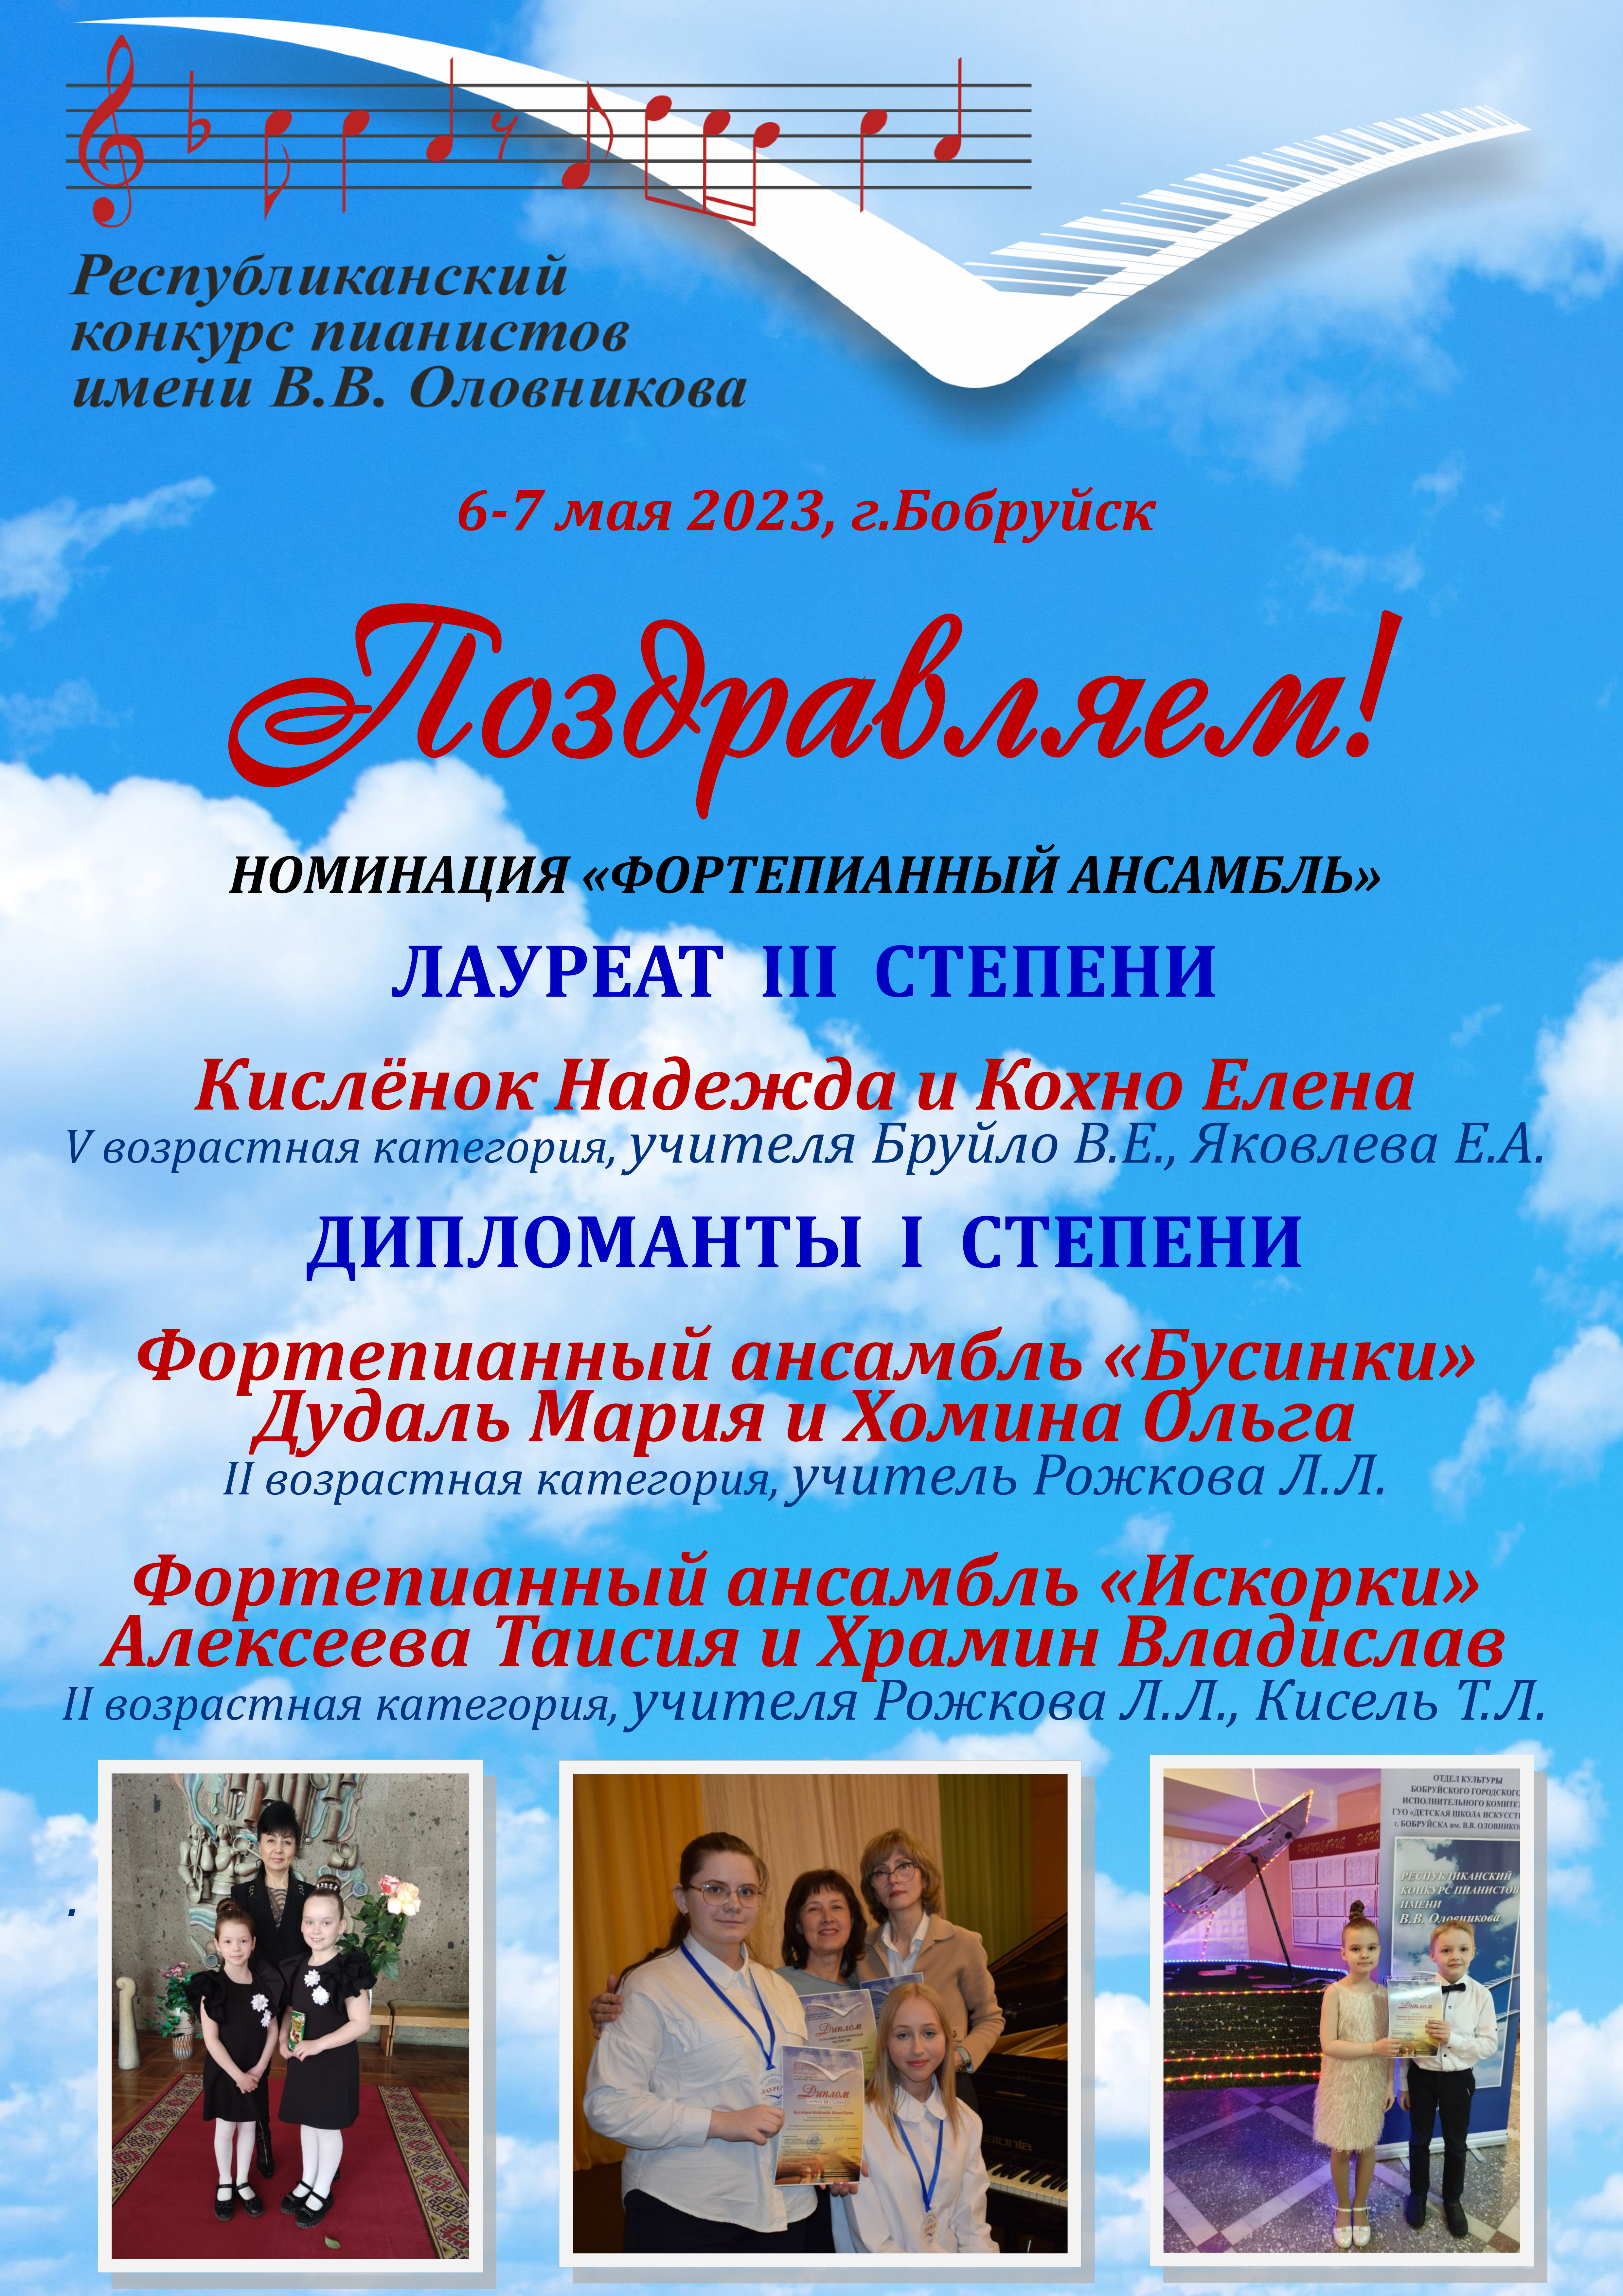 Республиканский
конкурс пианистов
имени В.В. Оловникова
6-7 мая 2023, г.Бобруйск
Поздравляем!
НОМИНАЦИЯ «ФОРТЕПИАННЫЙ АНСАМБЛЬ»
ЛАУРЕАТ III СТЕПЕНИ
Кислёнок Надежда и Кохно Елена
V возрастная категория, учителя Бруйло В.Е., Яковлева Е.А.
ДИПЛОМАНТЫ I СТЕПЕНИ
Фортепианный ансамбль «Бусинки»
Дудаль Мария и Хомина Ольга
II возрастная категория, учитель Рожкова Л.Л.
Фортепианный ансамбль «Искорки»
Алексеева Таисия и Храмин Владислав
II возрастная категория, учителя Рожкова Л.Л., Кисель Т.Л.
.
Диплом
Диплом
ОТДЕЛ КУЛЬТУРЫ
БОБРУЙСКОГО ГОРОДСКОГО
ИСПОЛНИТЕЛЬНОГО КОМИТЕТ
ГУО «ДЕТСКАЯ ШКОЛА ИСКУССТВ
г. БОБРУЙСКА им. В.В. ОЛОВНИКОВ
РЕСПУБЛИКАНСКИЙ
КОНКУРС ПИАНИСТОВ
ИМЕНИ
В.В. Оловникова
Диплом